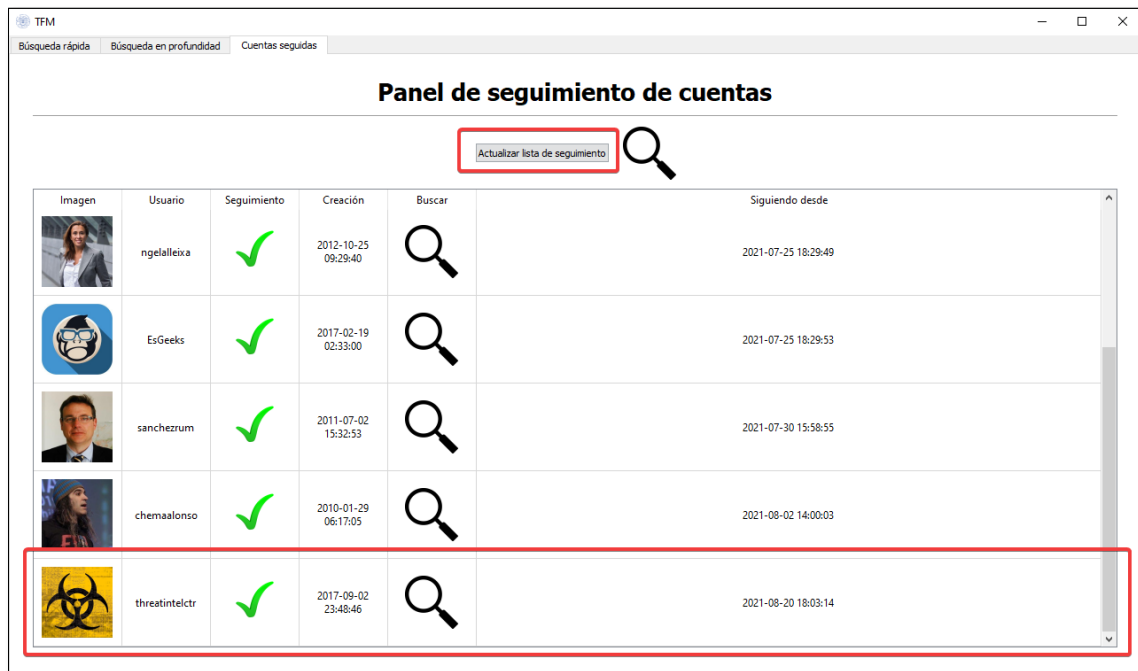 TFM
Búsqueda rápida Búsqueda en profundidad Cuentas seguidas
Panel de seguimiento de cuentas
Actualizar lista de seguimiento
Imagen Usuario Seguimiento Creación Buscar Siguiendo desde
ngelalleixa 2012-10-25 09:29:40 2021-07-25 18:29:49
EsGeeks 2017-02-19 02:33:00 2021-07-25 18:29:53
sanchezrum 2011-07-02 15:32:53 2021-07-30 15:58:55
chemaalonso 2010-01-29 06:17:05 2021-08-02 14:00:03
threatintelctr 2017-09-02 23:48:46 2021-08-20 18:03:14